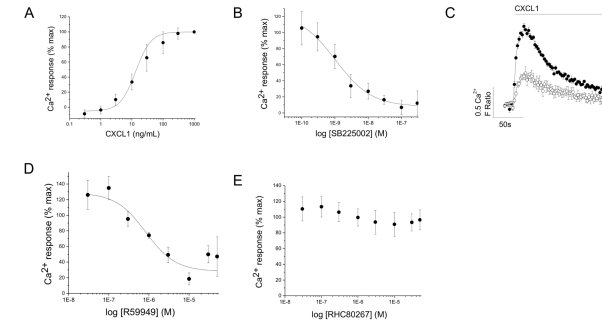 A
Ca2+ response (% max)
120
100
80
60
40
20
0
0.1
1
10
100
1000
CXCL1 (ng/mL)
B
Ca2+ response (% max)
120
100
80
60
40
20
0
1E-10
1E-9
1E-8
1E-7
log [SB225002] (M)
C
CXCL1
0.5 Ca2+
F Ratio
50s
D
Ca2+ response (% max)
140
120
100
80
60
40
20
0
1E-8
1E-7
1E-6
1E-5
log [R59949] (M)
E
Ca2+ response (% max)
140
120
100
80
60
40
20
0
1E-8
1E-7
1E-6
1E-5
log [RHC80267] (M)